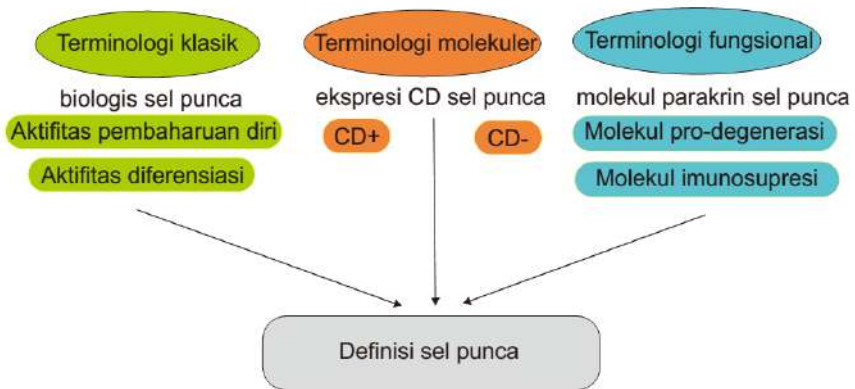 Terminologi klasik
biologis sel punca
Aktifitas pembaharuan diri
Aktifitas diferensiasi
Terminologi molekuler
ekspresi CD sel punca
CD+
CD-
Terminologi fungsional
molekul parakrin sel punca
Molekul pro-degenerasi
Molekul imunosupresi
Definisi sel punca